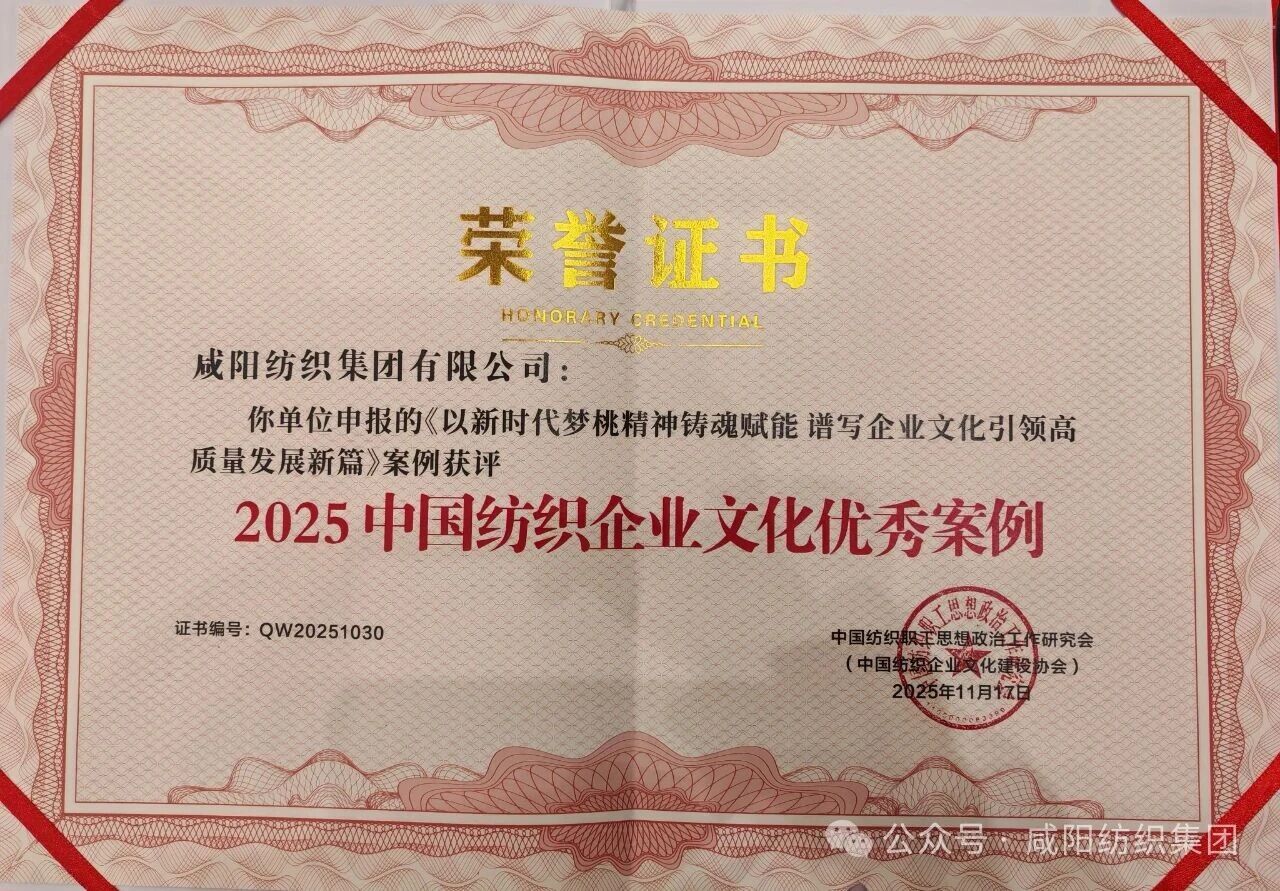 荣誉证书
HONORARY CREDENTIAL
咸阳纺织集团有限公司：
你单位申报的《以新时代梦桃精神铸魂赋能 谱写企业文化引领高
质量发展新篇》案例获评
2025中国纺织企业文化优秀案例
证书编号：QW20251030
中国纺织职工思想政治工作研究会
（中国纺织企业文化建设协会）
2025年11月17日
公众号·咸阳纺织集团